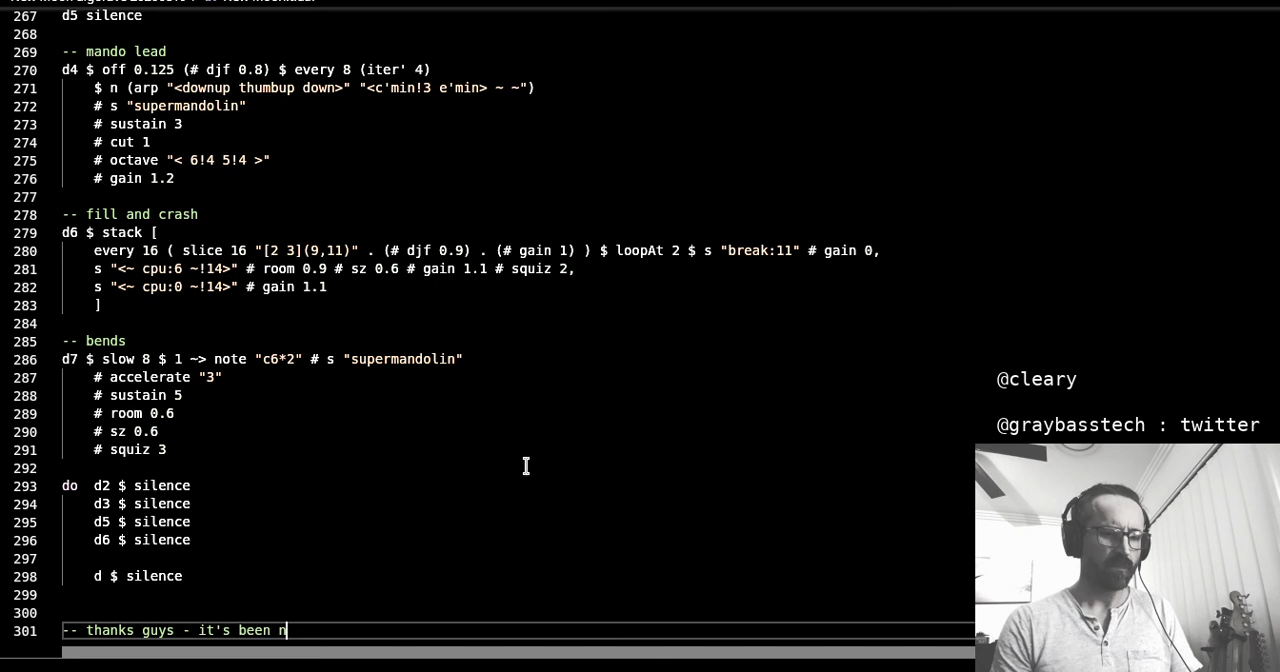 267 d5 silence
268
269 -- mando lead
270 d4 $ off 0.125 (# djf 0.8) $ every 8 (iter' 4)
271 $ n (arp "<downup thumbup down>" "<c'min!3 e'min> ~ ~")
272 # s "supermandolin"
273 # sustain 3
274 # cut 1
275 # octave "< 6!4 5!4 >"
276 # gain 1.2
277
278 -- fill and crash
279 d6 $ stack [
280 every 16 ( slice 16 "[2 3](9,11)" . (# djf 0.9) . (# gain 1) ) $ loopAt 2 $ s "break:11" # gain 0,
281 s "<~ cpu:6 ~!14>" # room 0.9 # sz 0.6 # gain 1.1 # squiz 2,
282 s "<~ cpu:0 ~!14>" # gain 1.1
283 ]
284
285 -- bends
286 d7 $ slow 8 $ 1 ~> note "c6*2" # s "supermandolin"
287 # accelerate "3"
288 # sustain 5
289 # room 0.6
290 # sz 0.6
291 # squiz 3
292
293 do d2 $ silence
294 d3 $ silence
295 d5 $ silence
296 d6 $ silence
297
298 d $ silence
299
300
301 -- thanks guys - it's been n
@cleary
@graybasstech : twitter